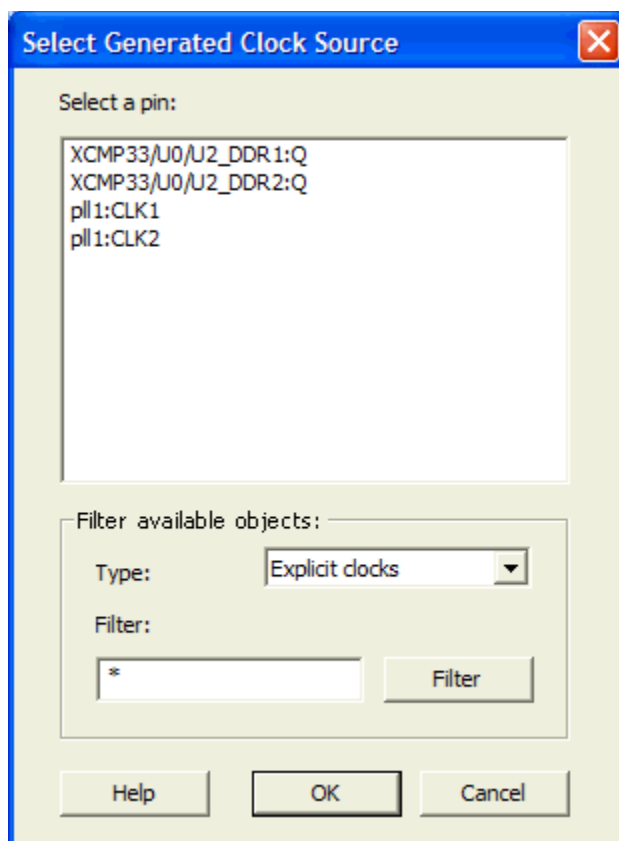 Select Generated Clock Source
Select a pin:
XCMP33/U0/U2_DDR1:Q
XCMP33/U0/U2_DDR2:Q
pll1:CLK1
pll1:CLK2
Filter available objects:
Type:
Explicit clocks
Filter:
*
Filter
Help
OK
Cancel